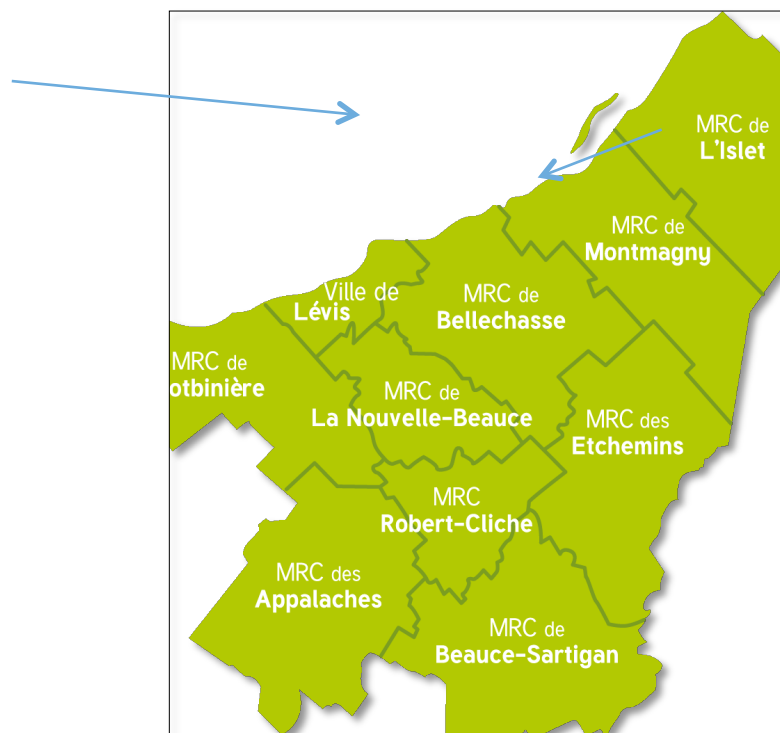 MRC de
L'Islet
MRC de
Montmagny
Ville de
Lévis
MRC de
Bellechasse
MRC de
otbinière
MRC de
La Nouvelle-Beauce
MRC des
Etchemins
MRC
Robert-Cliche
MRC des
Appalaches
MRC de
Beauce-Sartigan